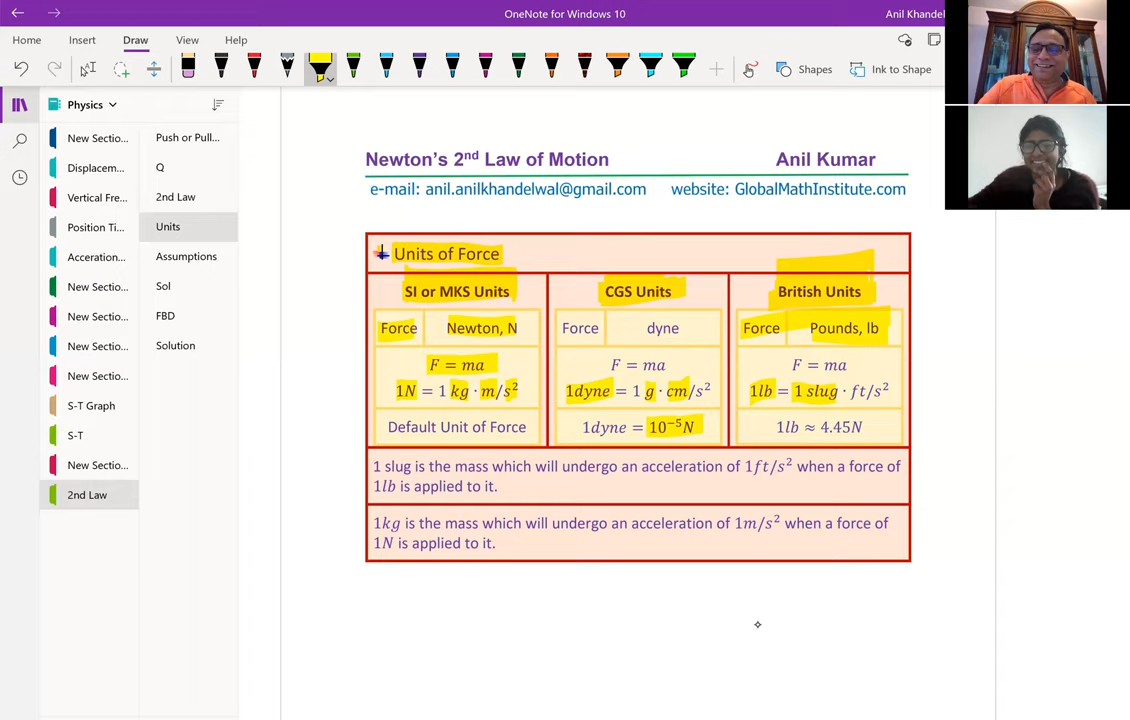 OneNote for Windows 10
Anil Khandel
Home Insert Draw View Help
Shapes Ink to Shape
Physics
New Sectio...
Displacem...
Vertical Fre...
Position Ti...
Acceration...
New Sectio...
New Sectio...
New Sectio...
New Sectio...
S-T Graph
S-T
New Sectio...
2nd Law
Push or Pull...
Q
2nd Law
Units
Assumptions
Sol
FBD
Solution
Newton's 2nd Law of Motion Anil Kumar
e-mail: anil.anilkhandelwal@gmail.com website: GlobalMathInstitute.com
Units of Force
SI or MKS Units CGS Units British Units
Force Newton, N Force dyne Force Pounds, lb
F = ma F = ma F = ma
1N = 1 kg · m/s² 1dyne = 1 g · cm/s² 1lb = 1 slug · ft/s²
Default Unit of Force 1dyne = 10⁻⁵N 1lb ≈ 4.45N
1 slug is the mass which will undergo an acceleration of 1ft/s² when a force of
1lb is applied to it.
1kg is the mass which will undergo an acceleration of 1m/s² when a force of
1N is applied to it.